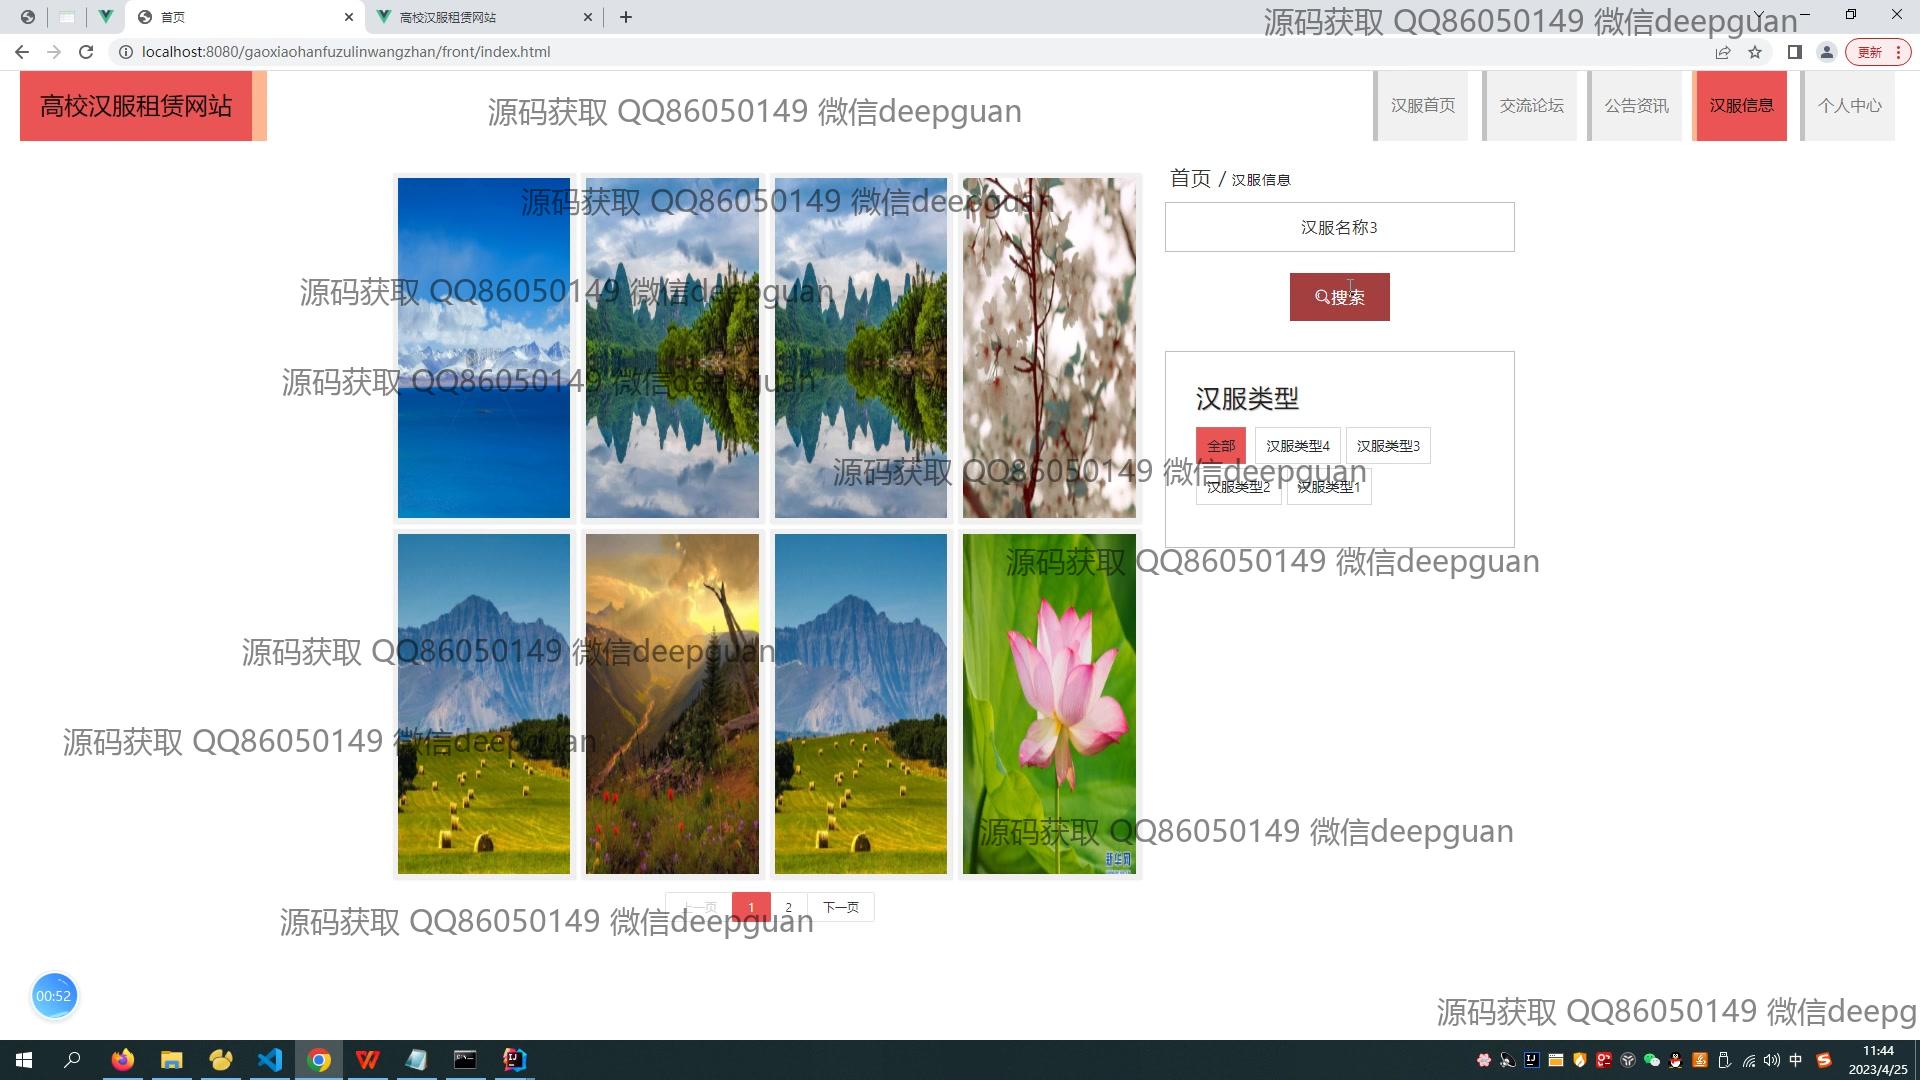 首页
高校汉服租赁网站
源码获取 QQ86050149 微信deepguan
localhost:8080/gaoxiaohanfuzulinwangzhan/front/index.html
更新
高校汉服租赁网站
源码获取 QQ86050149 微信deepguan
汉服首页
交流论坛
公告资讯
汉服信息
个人中心
首页 / 汉服信息
源码获取 QQ86050149 微信deepguan
汉服名称3
源码获取 QQ86050149 微信deepguan
搜索
源码获取 QQ86050149 微信deepguan
汉服类型
全部
汉服类型4
汉服类型3
源码获取 QQ86050149 微信deepguan
汉服类型2
汉服类型1
源码获取 QQ86050149 微信deepguan
源码获取 QQ86050149 微信deepguan
源码获取 QQ86050149 微信deepguan
源码获取 QQ86050149 微信deepguan
新华网
上一页
1
2
下一页
源码获取 QQ86050149 微信deepguan
00:52
源码获取 QQ86050149 微信deepg
中
11:44
2023/4/25